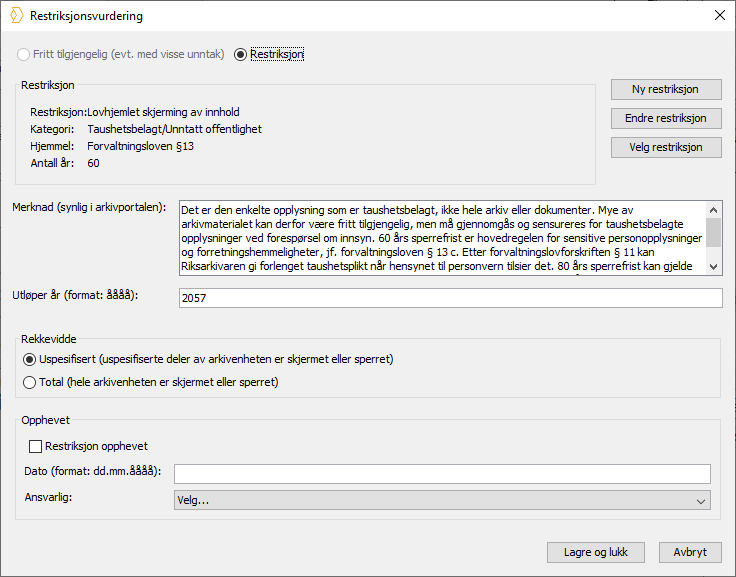 Restriksjonsvurdering
Fritt tilgjengelig (evt. med visse unntak) Restriksjon
Restriksjon
Restriksjon:Lovhjemlet skjerming av innhold
Kategori: Taushetsbelagt/Unntatt offentlighet
Hjemmel: Forvaltningsloven §13
Antall år: 60
Ny restriksjon
Endre restriksjon
Velg restriksjon
Merknad (synlig i arkivportalen):
Det er den enkelte opplysning som er taushetsbelagt, ikke hele arkiv eller dokumenter. Mye av
arkivmaterialet kan derfor være fritt tilgjengelig, men må gjennomgås og sensureres for taushetsbelagte
opplysninger ved forespørsel om innsyn. 60 års sperrefrist er hovedregelen for sensitive personopplysninger
og forretningshemmeligheter, jf. forvaltningsloven § 13 c. Etter forvaltningslovforskriften § 11 kan
Riksarkivaren gi forlenget taushetsplikt når hensynet til personvern tilsier det. 80 års sperrefrist kan gjelde
Utløper år (format: åååå):
2057
Rekkevidde
Uspesifisert (uspesifiserte deler av arkivenheten er skjermet eller sperret)
Total (hele arkivenheten er skjermet eller sperret)
Opphevet
Restriksjon opphevet
Dato (format: dd.mm.åååå):
Ansvarlig: Velg...
Lagre og lukk Avbryt